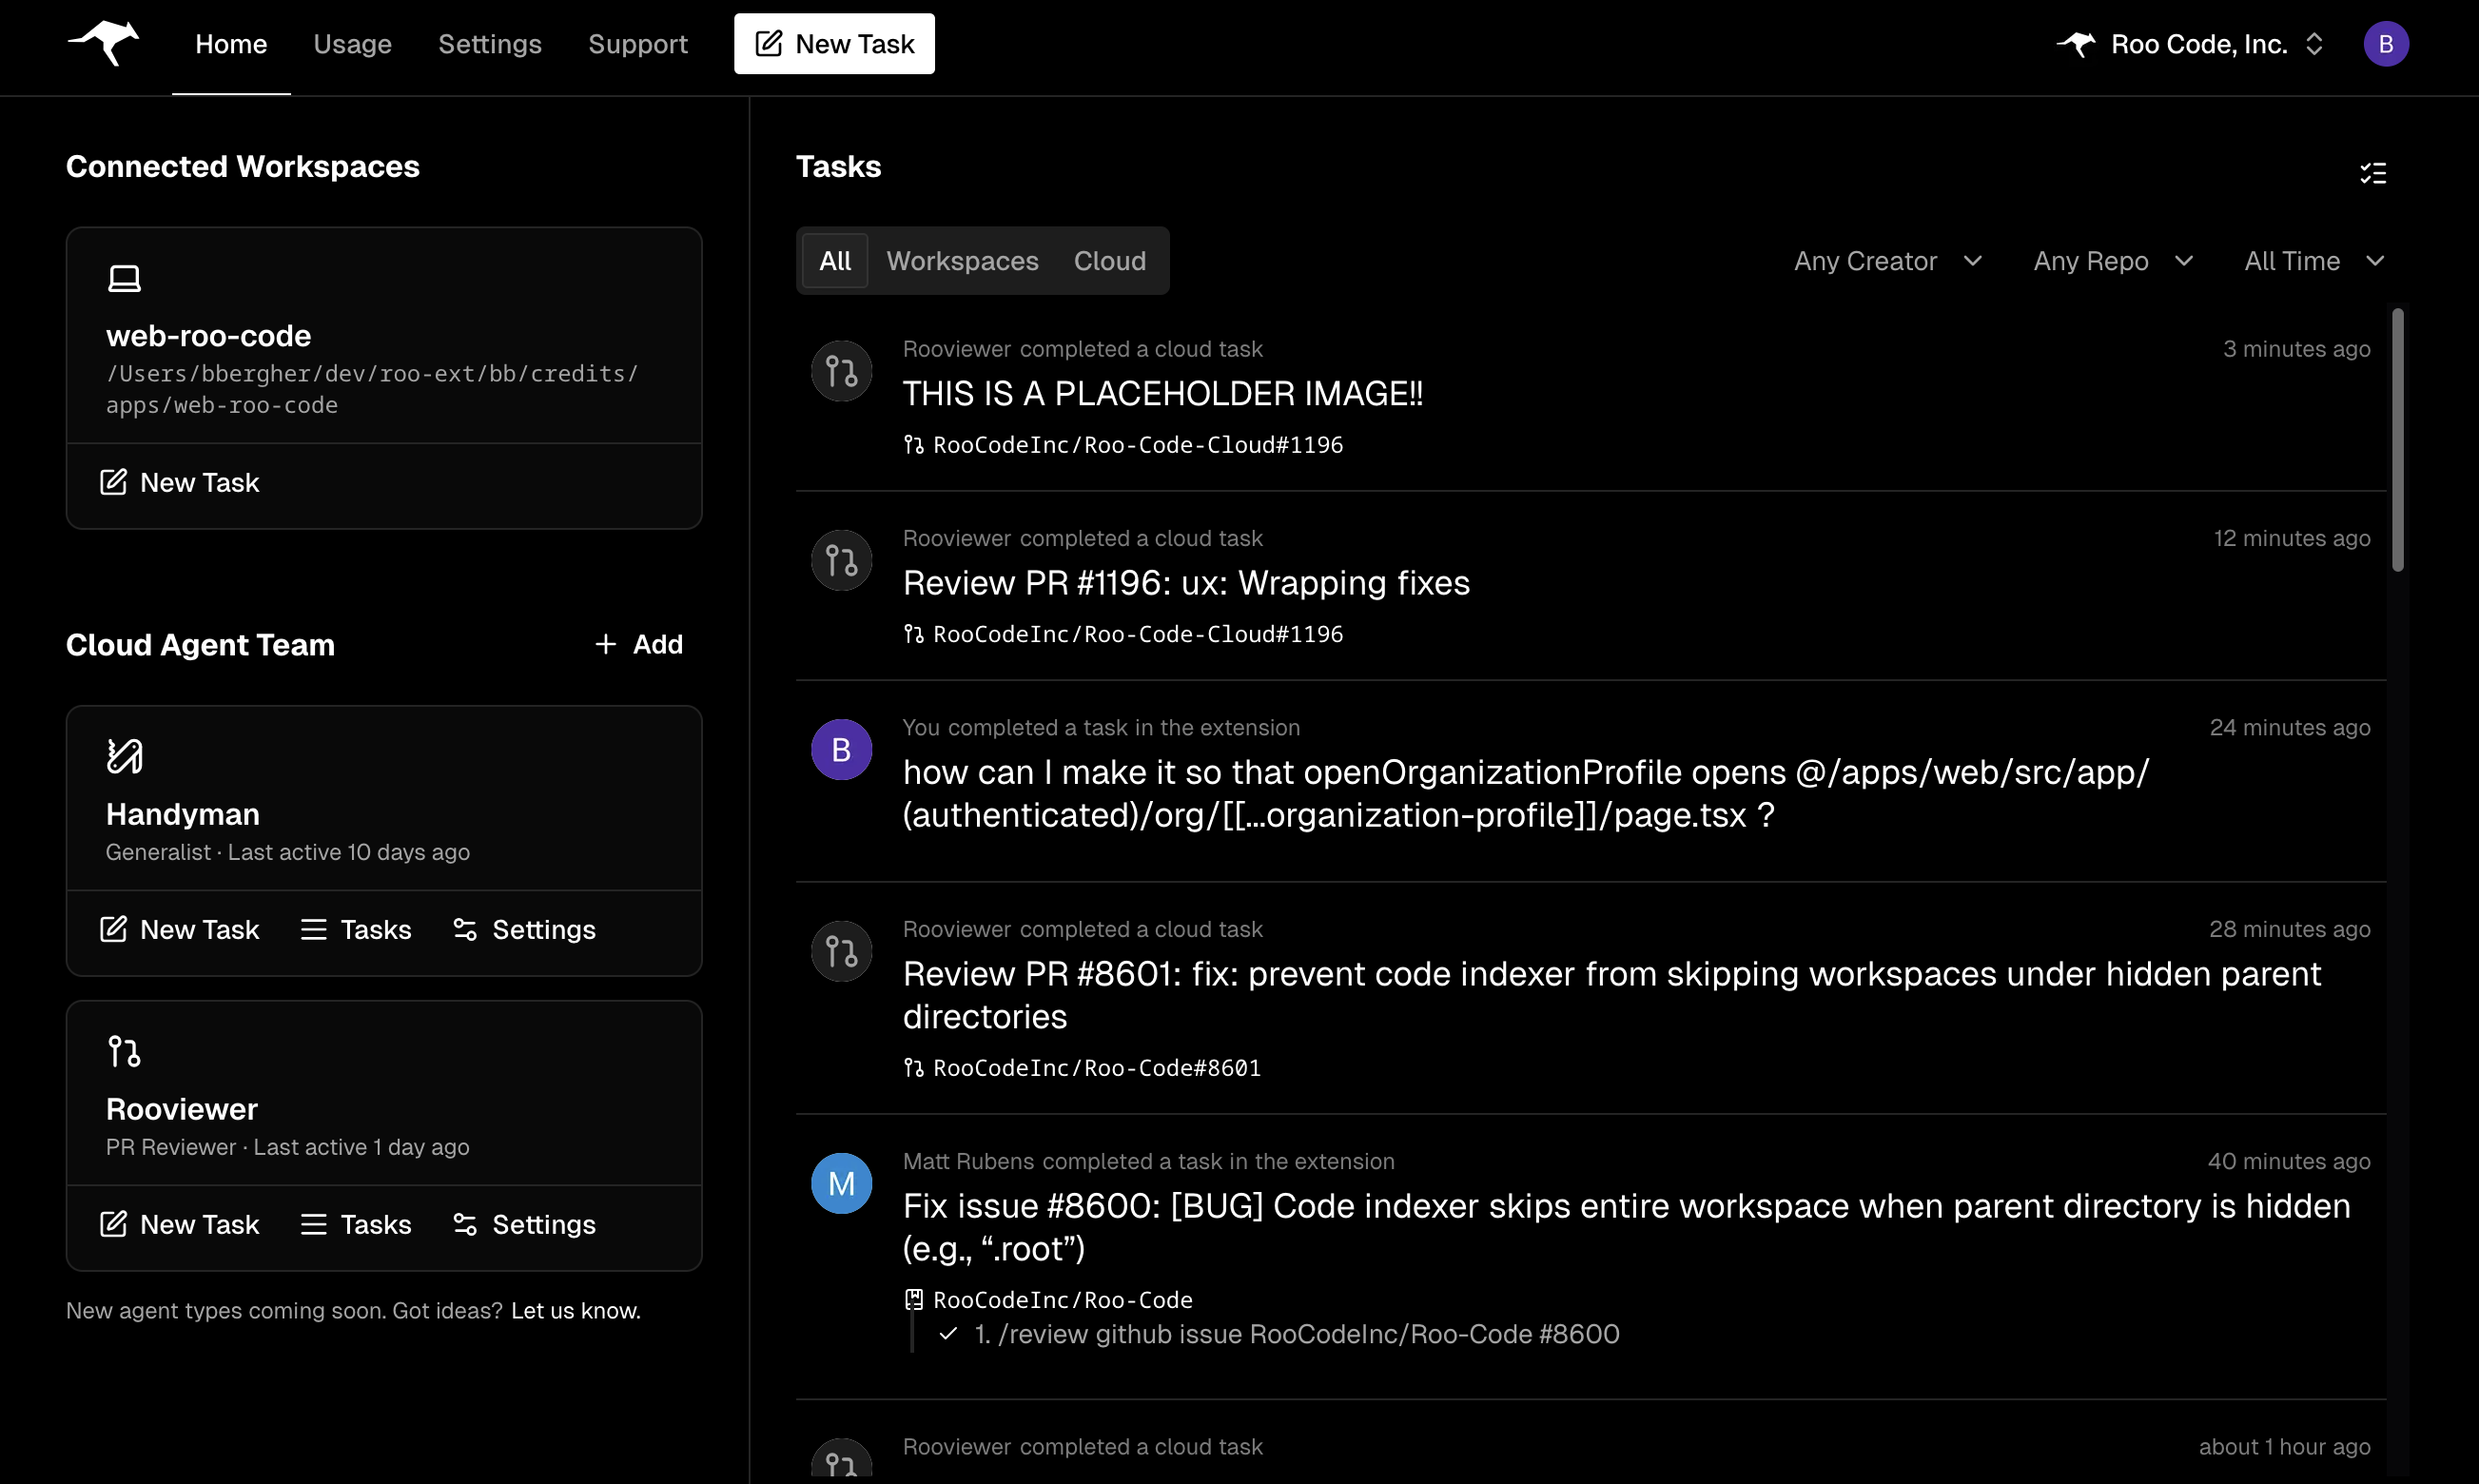 Home Usage Settings Support New Task Roo Code, Inc. B
Connected Workspaces
web-roo-code
/Users/bbergher/dev/roo-ext/bb/credits/
apps/web-roo-code
New Task
Cloud Agent Team + Add
Handyman
Generalist · Last active 10 days ago
New Task Tasks Settings
Rooviewer
PR Reviewer · Last active 1 day ago
New Task Tasks Settings
New agent types coming soon. Got ideas? Let us know.
Tasks
All Workspaces Cloud Any Creator Any Repo All Time
Rooviewer completed a cloud task 3 minutes ago
THIS IS A PLACEHOLDER IMAGE!!
RooCodeInc/Roo-Code-Cloud#1196
Rooviewer completed a cloud task 12 minutes ago
Review PR #1196: ux: Wrapping fixes
RooCodeInc/Roo-Code-Cloud#1196
B
You completed a task in the extension 24 minutes ago
how can I make it so that openOrganizationProfile opens @/apps/web/src/app/
(authenticated)/org/[[...organization-profile]]/page.tsx ?
Rooviewer completed a cloud task 28 minutes ago
Review PR #8601: fix: prevent code indexer from skipping workspaces under hidden parent
directories
RooCodeInc/Roo-Code#8601
M
Matt Rubens completed a task in the extension 40 minutes ago
Fix issue #8600: [BUG] Code indexer skips entire workspace when parent directory is hidden
(e.g., “.root”)
RooCodeInc/Roo-Code
1. /review github issue RooCodeInc/Roo-Code #8600
Rooviewer completed a cloud task about 1 hour ago